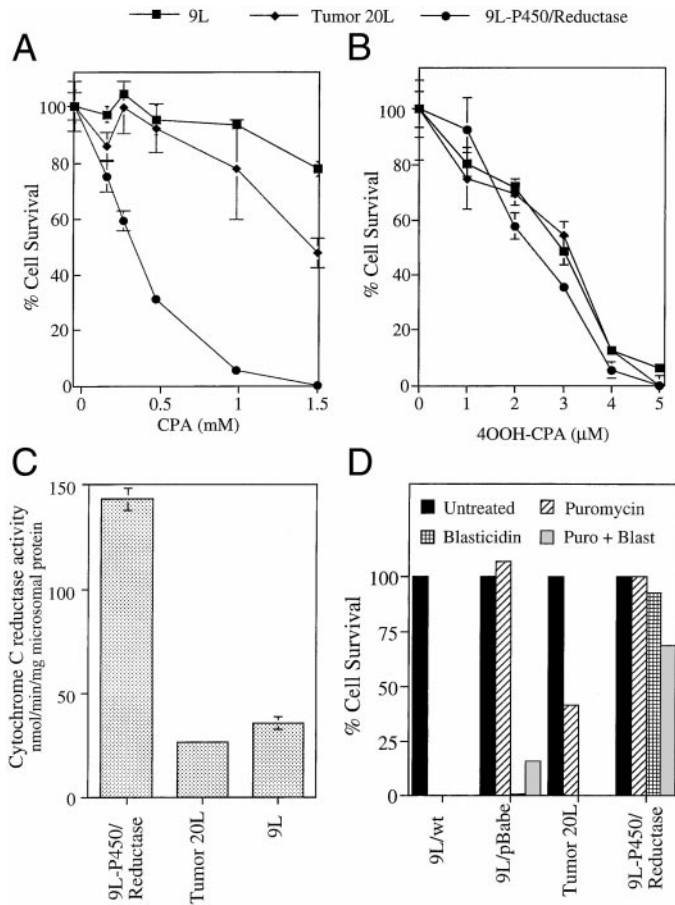 9L Tumor 20L 9L-P450/Reductase
A
% Cell Survival
100
80
60
40
20
0
0 0.5 1 1.5
CPA (mM)
B
% Cell Survival
100
80
60
40
20
0
0 1 2 3 4 5
4OOH-CPA (μM)
C
Cytochrome C reductase activity
nmol/min/mg microsomal protein
150
100
50
0
9L-P450/
Reductase
Tumor 20L
9L
D
Untreated Puromycin
Blasticidin Puro + Blast
% Cell Survival
100
75
50
25
0
9L/wt
9L/pBabe
Tumor 20L
9L-P450/
Reductase